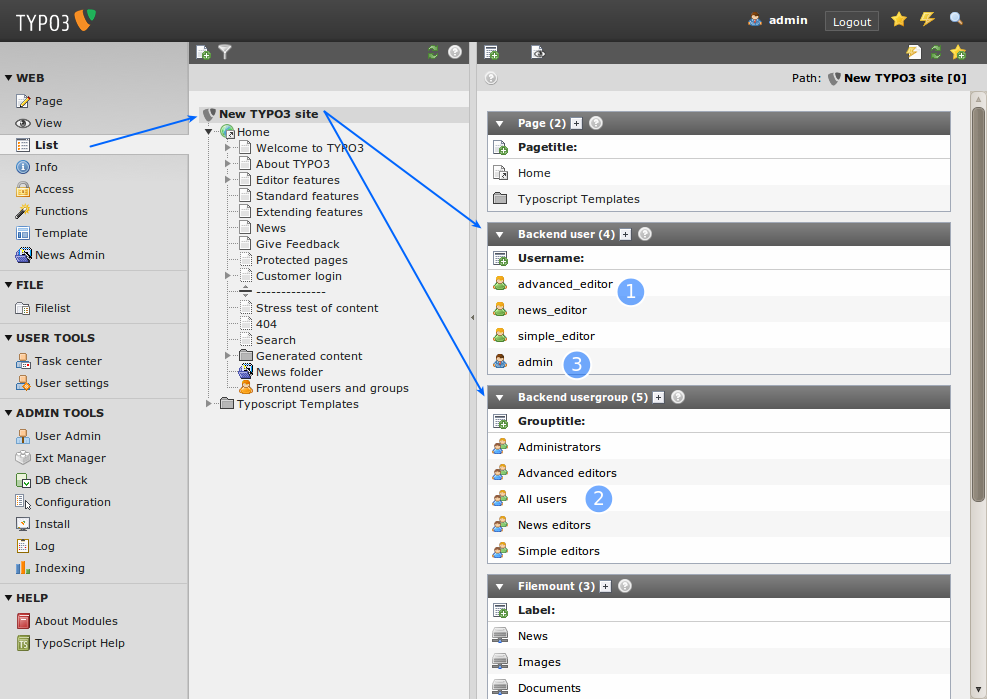 TYPO3
admin
Logout
WEB
Page
View
List
Info
Access
Functions
Template
News Admin
FILE
Filelist
USER TOOLS
Task center
User settings
ADMIN TOOLS
User Admin
Ext Manager
DB check
Configuration
Install
Log
Indexing
HELP
About Modules
TypoScript Help
New TYPO3 site
Home
Welcome to TYPO3
About TYPO3
Editor features
Standard features
Extending features
News
Give Feedback
Protected pages
Customer login
--------------
Stress test of content
404
Search
Generated content
News folder
Frontend users and groups
Typoscript Templates
Path: New TYPO3 site [0]
Page (2)
Pagetitle:
Home
Typoscript Templates
Backend user (4)
Username:
advanced_editor 1
news_editor
simple_editor
admin 3
Backend usergroup (5)
Grouptitle:
Administrators
Advanced editors
All users 2
News editors
Simple editors
Filemount (3)
Label:
News
Images
Documents